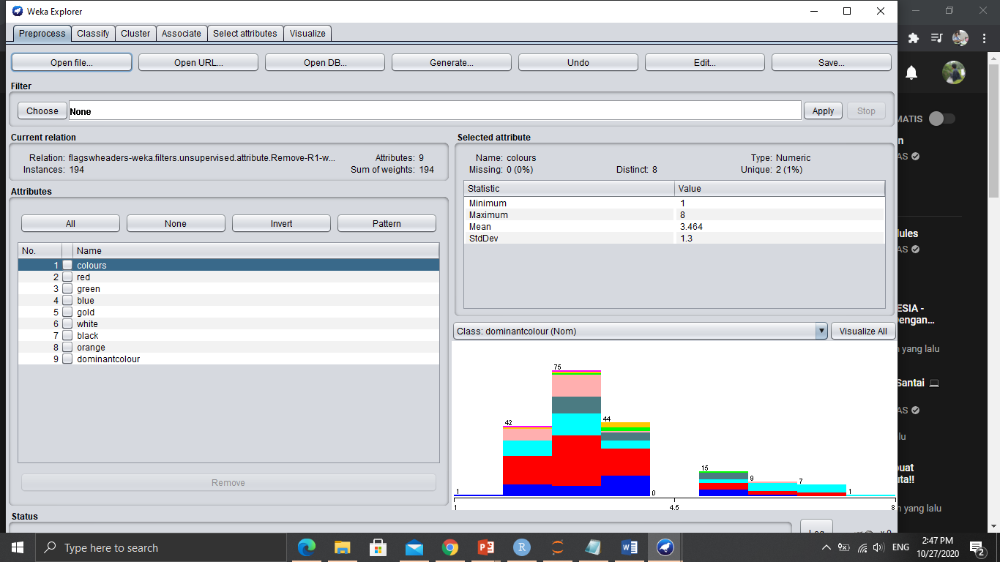 Weka Explorer
Preprocess Classify Cluster Associate Select attributes Visualize
Open file... Open URL... Open DB... Generate... Undo Edit... Save...
Filter
Choose None Apply Stop
Current relation
Relation: flagswheaders-weka.filters.unsupervised.attribute.Remove-R1-w... Attributes: 9
Instances: 194 Sum of weights: 194
Attributes
All None Invert Pattern
No. Name
1 colours
2 red
3 green
4 blue
5 gold
6 white
7 black
8 orange
9 dominantcolour
Remove
Status
Selected attribute
Name: colours Type: Numeric
Missing: 0 (0%) Distinct: 8 Unique: 2 (1%)
Statistic Value
Minimum 1
Maximum 8
Mean 3.464
StdDev 1.3
Class: dominantcolour (Nom) Visualize All
1 42 75 44 0 15 9 7 1
1 4.5 8
Log x 0
MATIS
n
AS
lules
AS
ESIA -
engan...
n yang lalu
Santai
AS
lu
uat
uta!!
n yang lalu
Type here to search
ENG
2:47 PM
10/27/2020
2